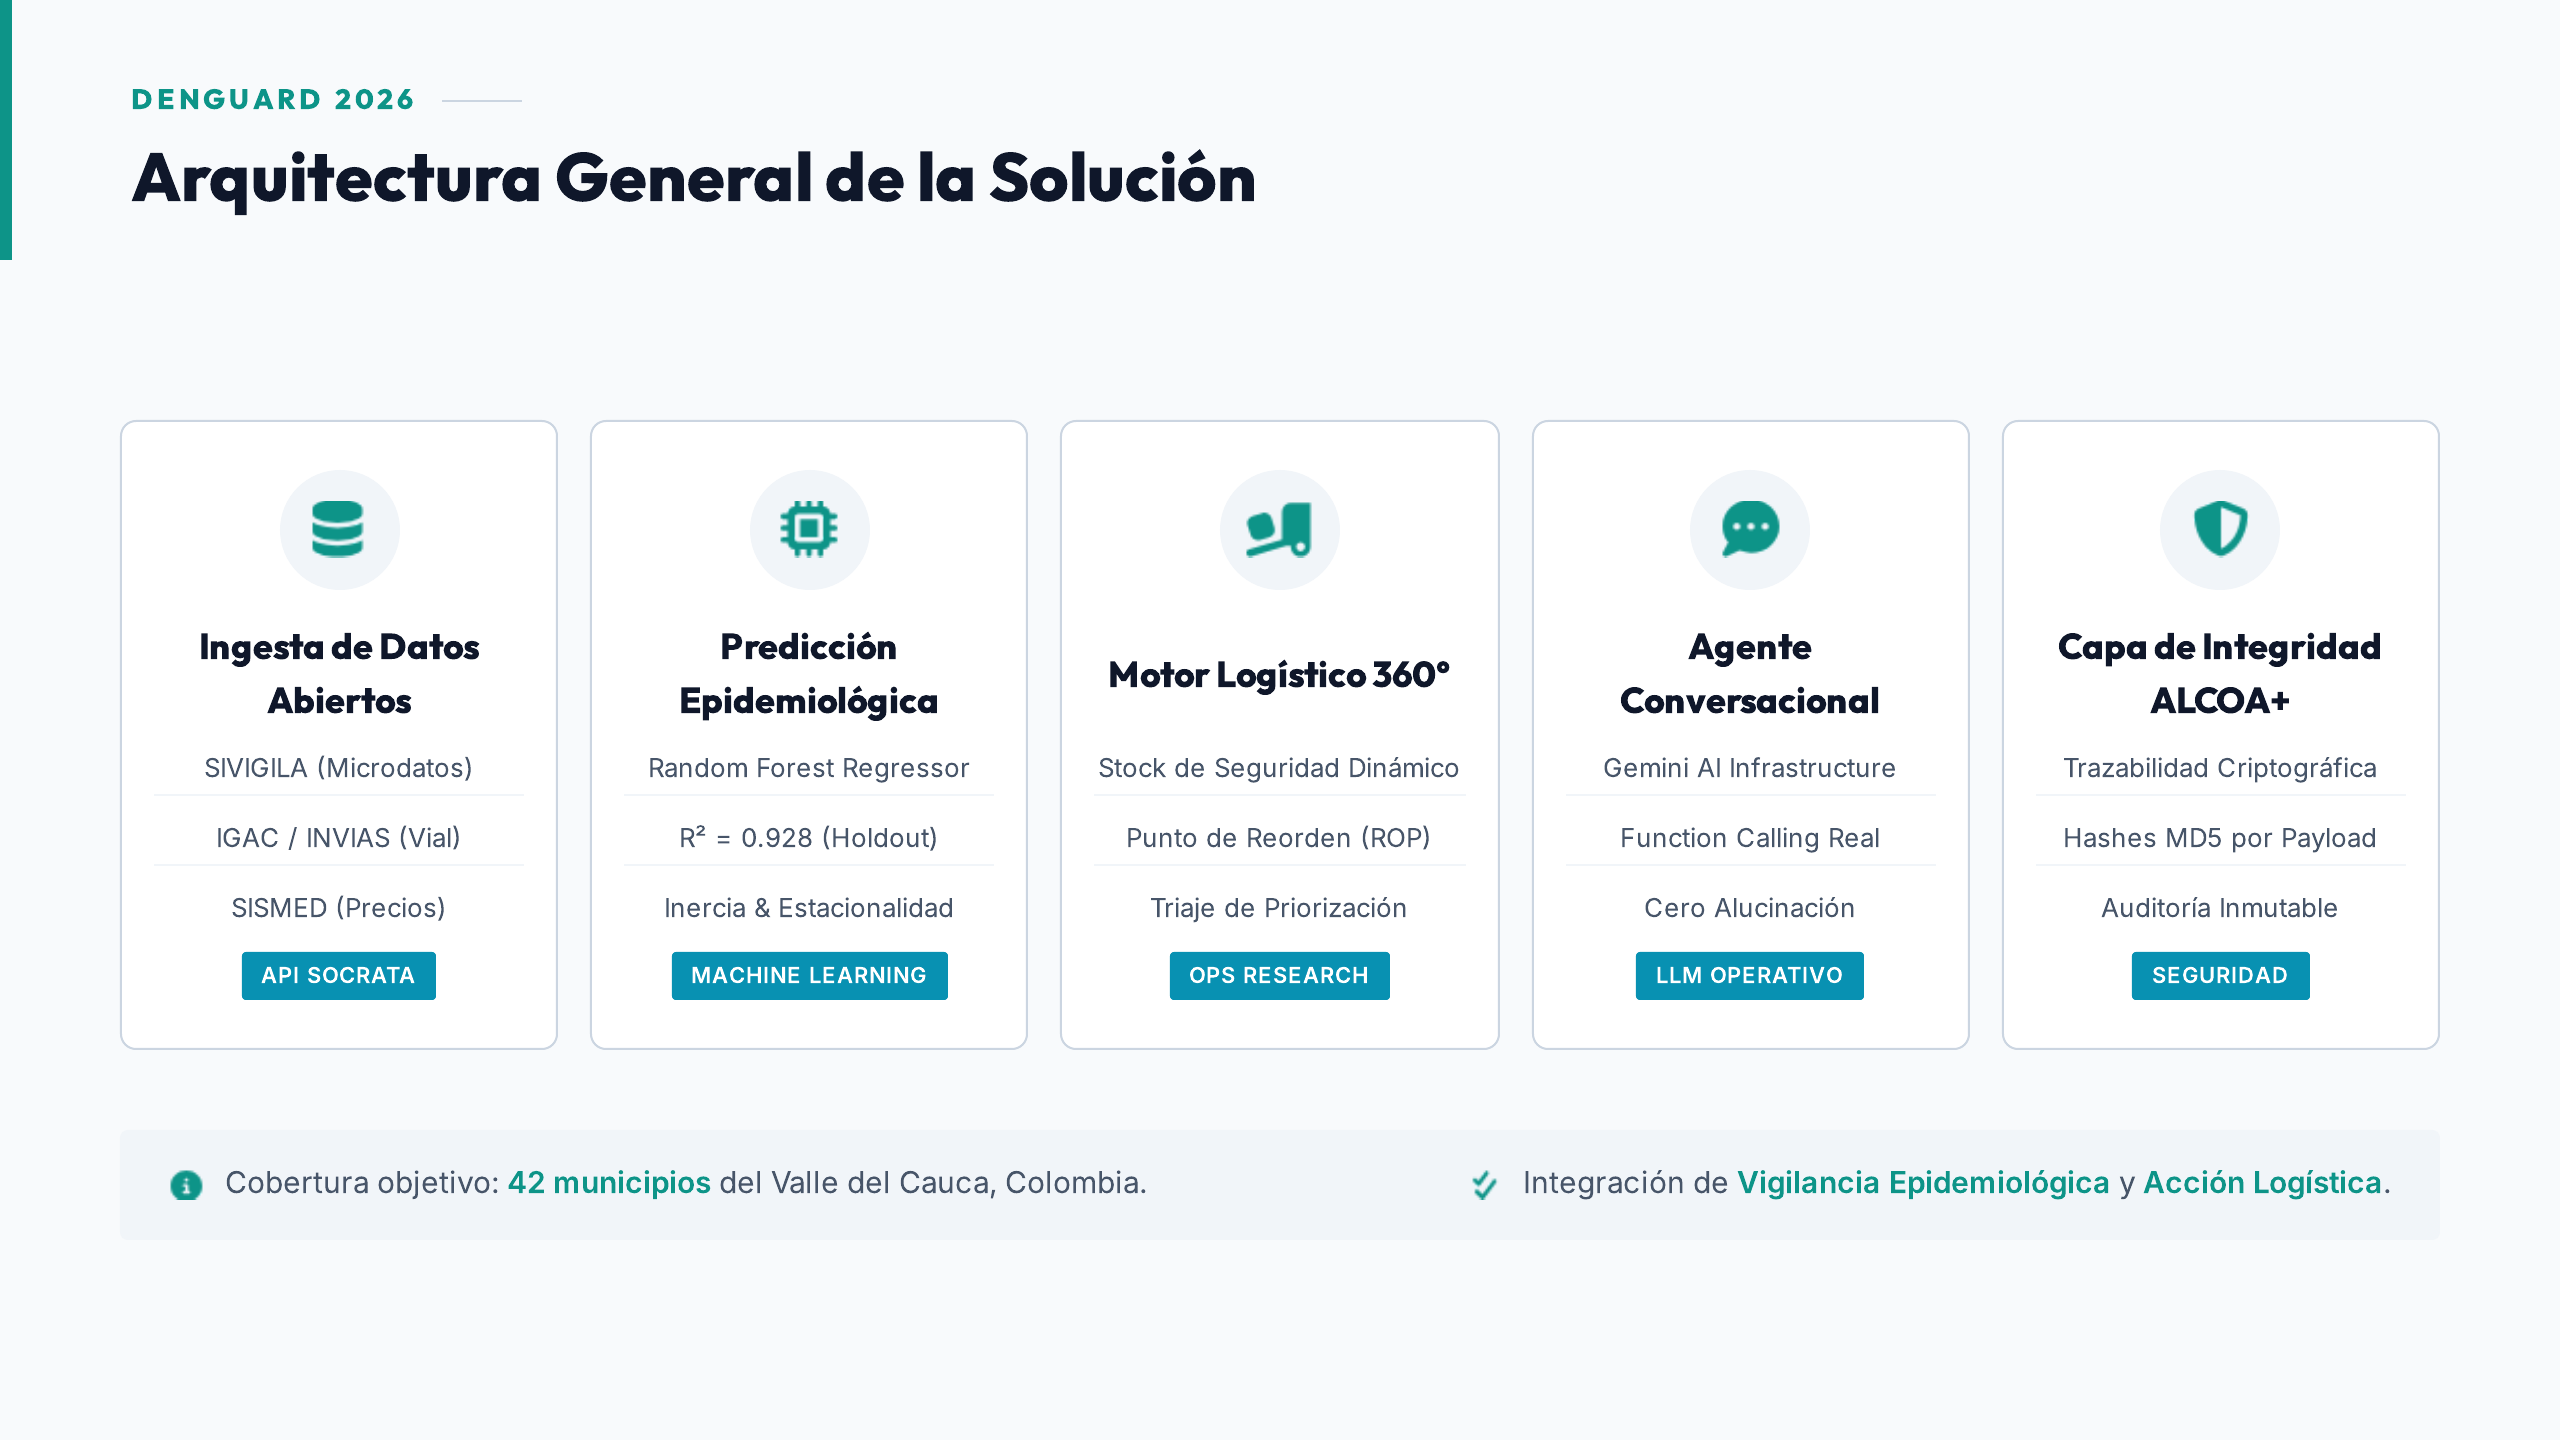 DENGUARD 2026
Arquitectura General de la Solución
Ingesta de Datos
Abiertos
SIVIGILA (Microdatos)
IGAC / INVIAS (Vial)
SISMED (Precios)
API SOCRATA
Predicción
Epidemiológica
Random Forest Regressor
R² = 0.928 (Holdout)
Inercia & Estacionalidad
MACHINE LEARNING
Motor Logístico 360°
Stock de Seguridad Dinámico
Punto de Reorden (ROP)
Triaje de Priorización
OPS RESEARCH
Agente
Conversacional
Gemini AI Infrastructure
Function Calling Real
Cero Alucinación
LLM OPERATIVO
Capa de Integridad
ALCOA+
Trazabilidad Criptográfica
Hashes MD5 por Payload
Auditoría Inmutable
SEGURIDAD
Cobertura objetivo: 42 municipios del Valle del Cauca, Colombia.
Integración de Vigilancia Epidemiológica y Acción Logística.